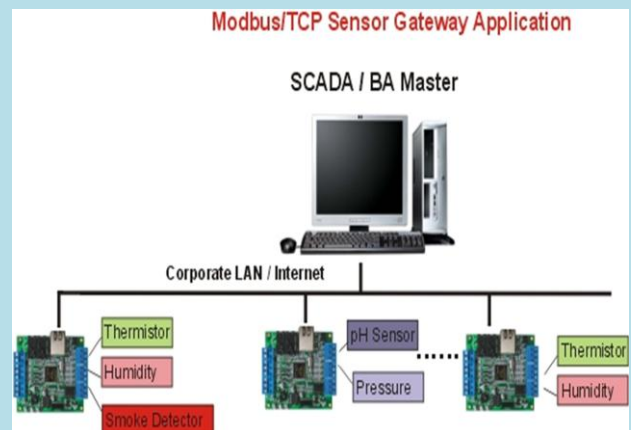 Modbus/TCP Sensor Gateway Application
SCADA / BA Master
Corporate LAN / Internet
Thermistor
Humidity
Smoke Detector
pH Sensor
Pressure
Thermistor
Humidity